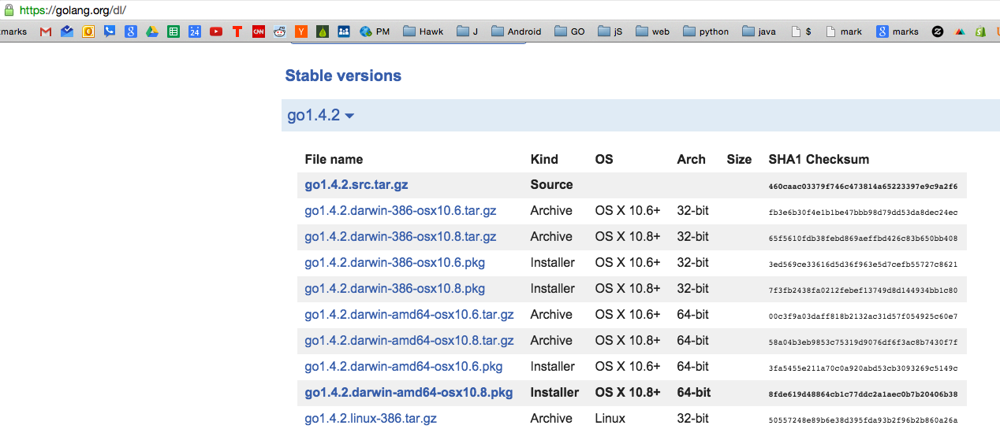 https://golang.org/dl/
marks 24 CNN Y PM Hawk J Android GO jS web python java $ mark 8 marks Z
Stable versions
go1.4.2
File name Kind OS Arch Size SHA1 Checksum
go1.4.2.src.tar.gz Source 460caac03379f746c473814a65223397e9c9a2f6
go1.4.2.darwin-386-osx10.6.tar.gz Archive OS X 10.6+ 32-bit fb3e6b30f4e1b1be47bbb98d79dd53da8dec24ec
go1.4.2.darwin-386-osx10.8.tar.gz Archive OS X 10.8+ 32-bit 65f5610fdb38febd869aeffbd426c83b650bb408
go1.4.2.darwin-386-osx10.6.pkg Installer OS X 10.6+ 32-bit 3ed569ce33616d5d36f963e5d7cefb55727c8621
go1.4.2.darwin-386-osx10.8.pkg Installer OS X 10.8+ 32-bit 7f3fb2438fa0212febef13749d8d144934bb1c80
go1.4.2.darwin-amd64-osx10.6.tar.gz Archive OS X 10.6+ 64-bit 00c3f9a03daff818b2132ac31d57f054925c60e7
go1.4.2.darwin-amd64-osx10.8.tar.gz Archive OS X 10.8+ 64-bit 58a04b3eb9853c75319d9076df6f3ac8b7430f7f
go1.4.2.darwin-amd64-osx10.6.pkg Installer OS X 10.6+ 64-bit 3fa5455e211a70c0a920abd53cb3093269c5149c
go1.4.2.darwin-amd64-osx10.8.pkg Installer OS X 10.8+ 64-bit 8fde619d48864cb1c77ddc2a1aec0b7b20406b38
go1.4.2.linux-386.tar.gz Archive Linux 32-bit 50557248e89b6e38d395fda93b2f96b2b860a26a